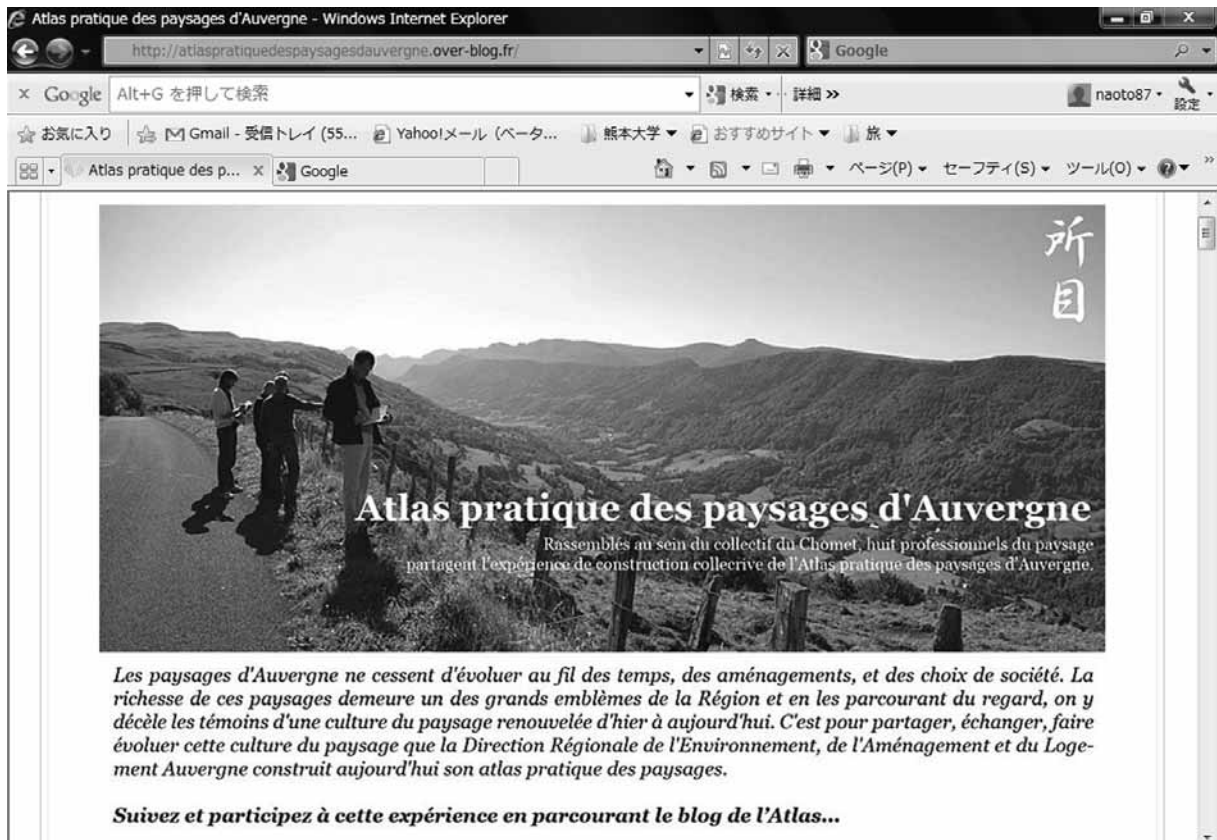 Atlas pratique des paysages d'Auvergne - Windows Internet Explorer
http://atlaspratiquedespaysagesdauvergne.over-blog.fr/
Google
x Google Alt+G を押して検索 検索 詳細 » naoto87 設定
お気に入り Gmail - 受信トレイ (55... Yahoo!メール (ベータ... 熊本大学 おすすめサイト 旅
Atlas pratique des p... x Google ページ(P) セーフティ(S) ツール(O) »
所
目
Atlas pratique des paysages d'Auvergne
Rassemblés au sein du collectif du Chomet, huit professionnels du paysage
partagent l'expérience de construction collecrive de l'Atlas pratique des paysages d'Auvergne.
Les paysages d'Auvergne ne cessent d'évoluer au fil des temps, des aménagements, et des choix de société. La
richesse de ces paysages demeure un des grands emblèmes de la Région et en les parcourant du regard, on y
décèle les témoins d'une culture du paysage renouvelée d'hier à aujourd'hui. C'est pour partager, échanger, faire
évoluer cette culture du paysage que la Direction Régionale de l'Environnement, de l'Aménagement et du Loge-
ment Auvergne construit aujourd'hui son atlas pratique des paysages.
Suivez et participez à cette expérience en parcourant le blog de l'Atlas...